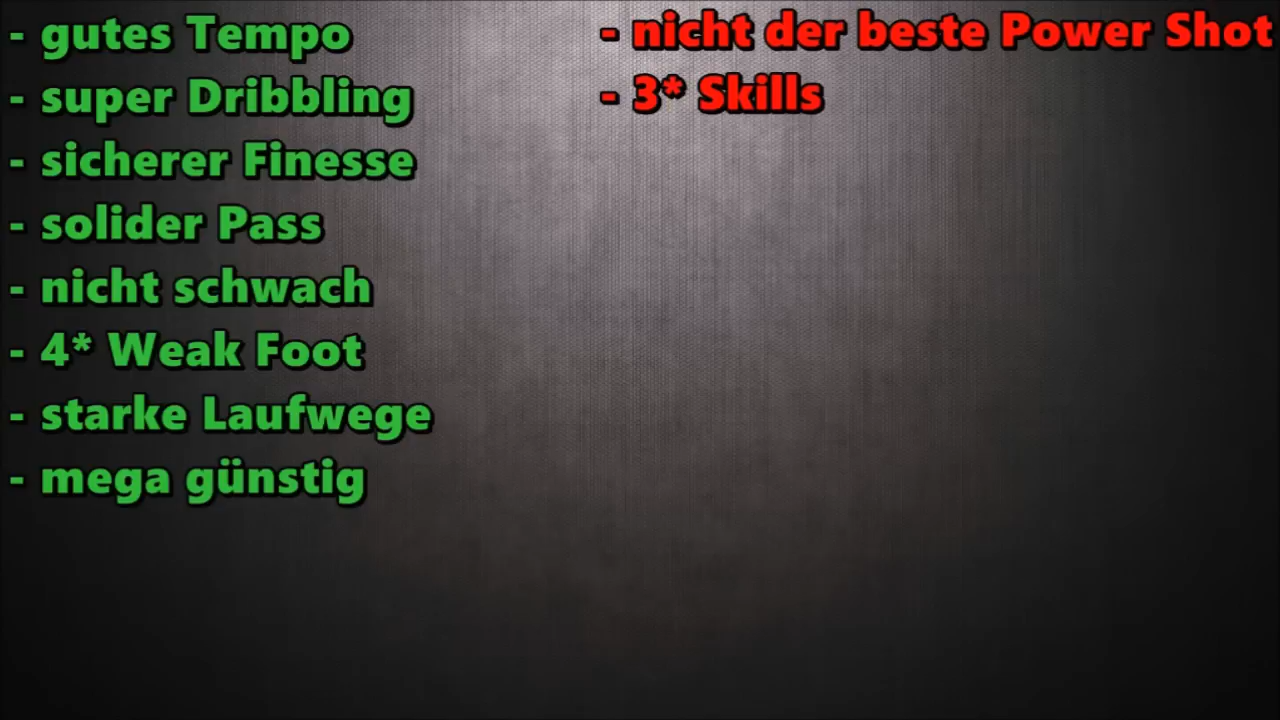 - gutes Tempo
- super Dribbling
- sicherer Finesse
- solider Pass
- nicht schwach
- 4* Weak Foot
- starke Laufwege
- mega günstig
- nicht der beste Power Shot
- 3* Skills